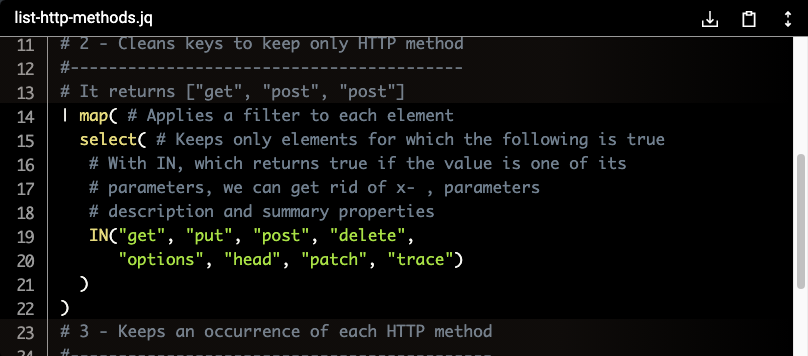 list-http-methods.jq
11 # 2 - Cleans keys to keep only HTTP method
12 #-----------------------------------------
13 # It returns ["get", "post", "post"]
14 | map( # Applies a filter to each element
15 select( # Keeps only elements for which the following is true
16 # With IN, which returns true if the value is one of its
17 # parameters, we can get rid of x- , parameters
18 # description and summary properties
19 IN("get", "put", "post", "delete",
20 "options", "head", "patch", "trace")
21 )
22 )
23 # 3 - Keeps an occurrence of each HTTP method
24 #--------------------------------------------